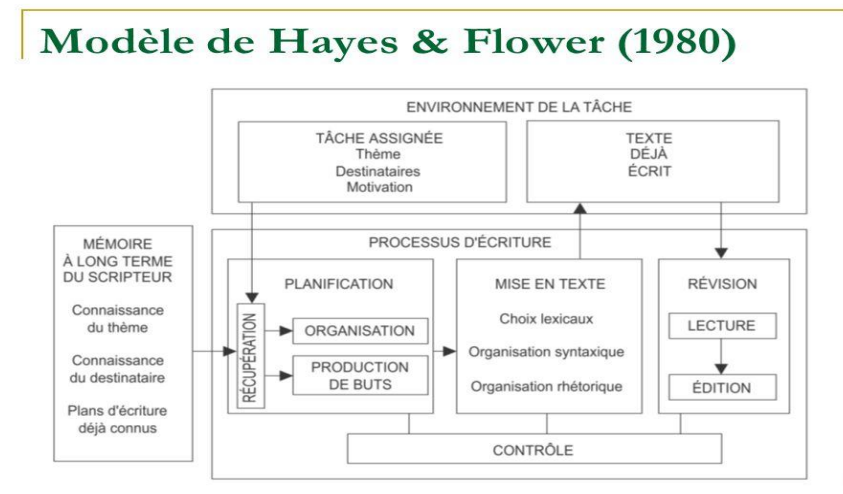 Modèle de Hayes & Flower (1980)
ENVIRONNEMENT DE LA TÂCHE
TÂCHE ASSIGNÉE
Thème
Destinataires
Motivation
TEXTE
DÉJÀ
ÉCRIT
MÉMOIRE
À LONG TERME
DU SCRIPTEUR
Connaissance
du thème
Connaissance
du destinataire
Plans d'écriture
déjà connus
PROCESSUS D'ÉCRITURE
PLANIFICATION
RÉCUPÉRATION
ORGANISATION
PRODUCTION
DE BUTS
MISE EN TEXTE
Choix lexicaux
Organisation syntaxique
Organisation rhétorique
RÉVISION
LECTURE
ÉDITION
CONTRÔLE